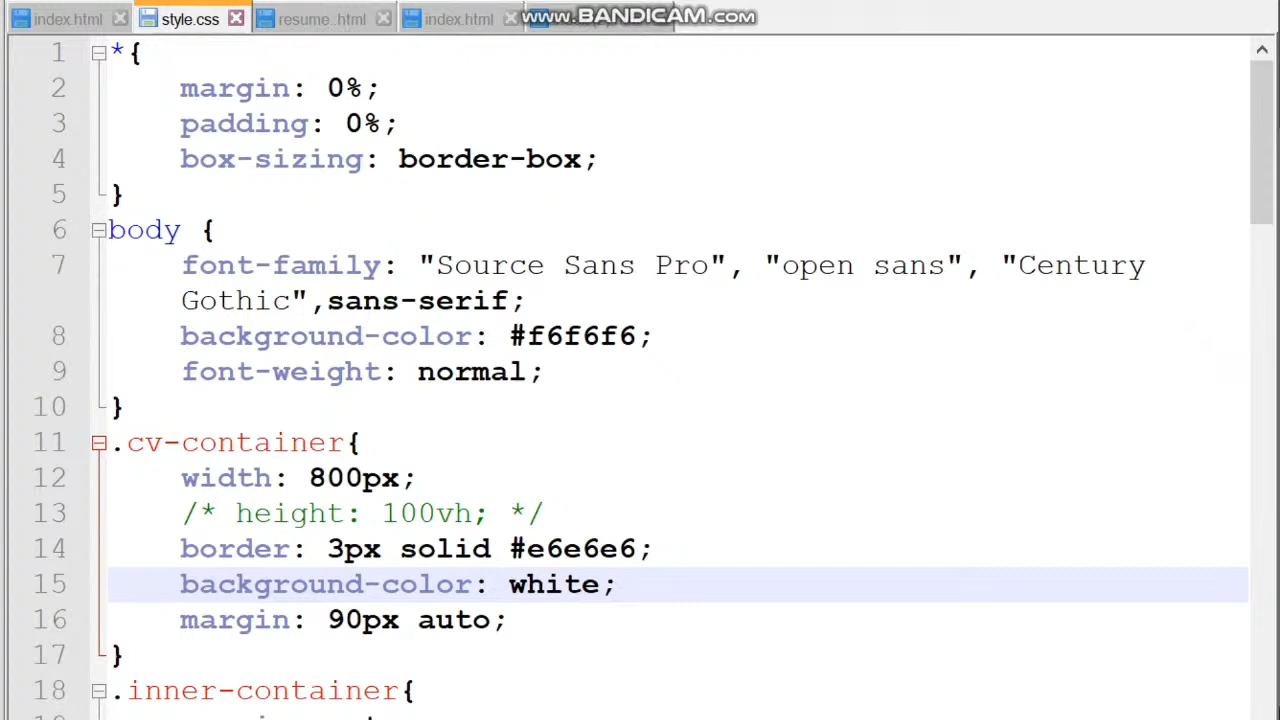 index.html style.css resume .html index.html www.BANDICAM.com
1 *{
2 margin: 0%;
3 padding: 0%;
4 box-sizing: border-box;
5 }
6 body {
7 font-family: "Source Sans Pro", "open sans", "Century
Gothic",sans-serif;
8 background-color: #f6f6f6;
9 font-weight: normal;
10 }
11 .cv-container{
12 width: 800px;
13 /* height: 100vh; */
14 border: 3px solid #e6e6e6;
15 background-color: white;
16 margin: 90px auto;
17 }
18 .inner-container{